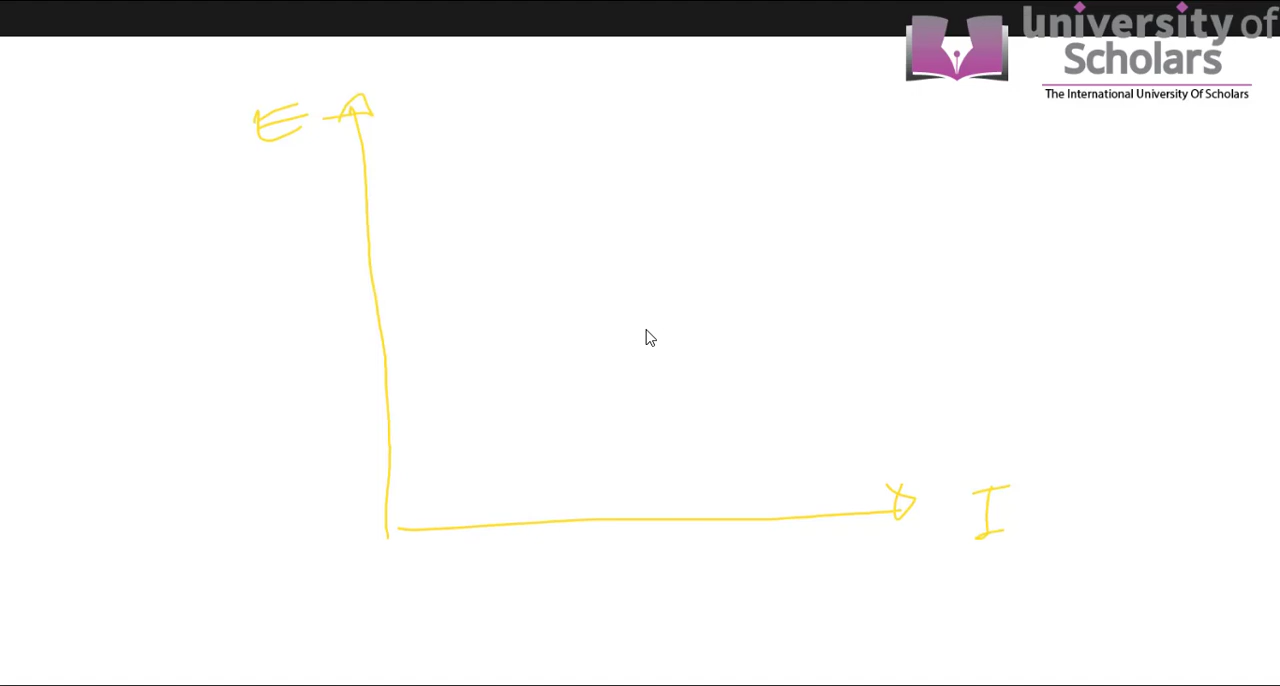 university of
Scholars
The International University Of Scholars
E
I